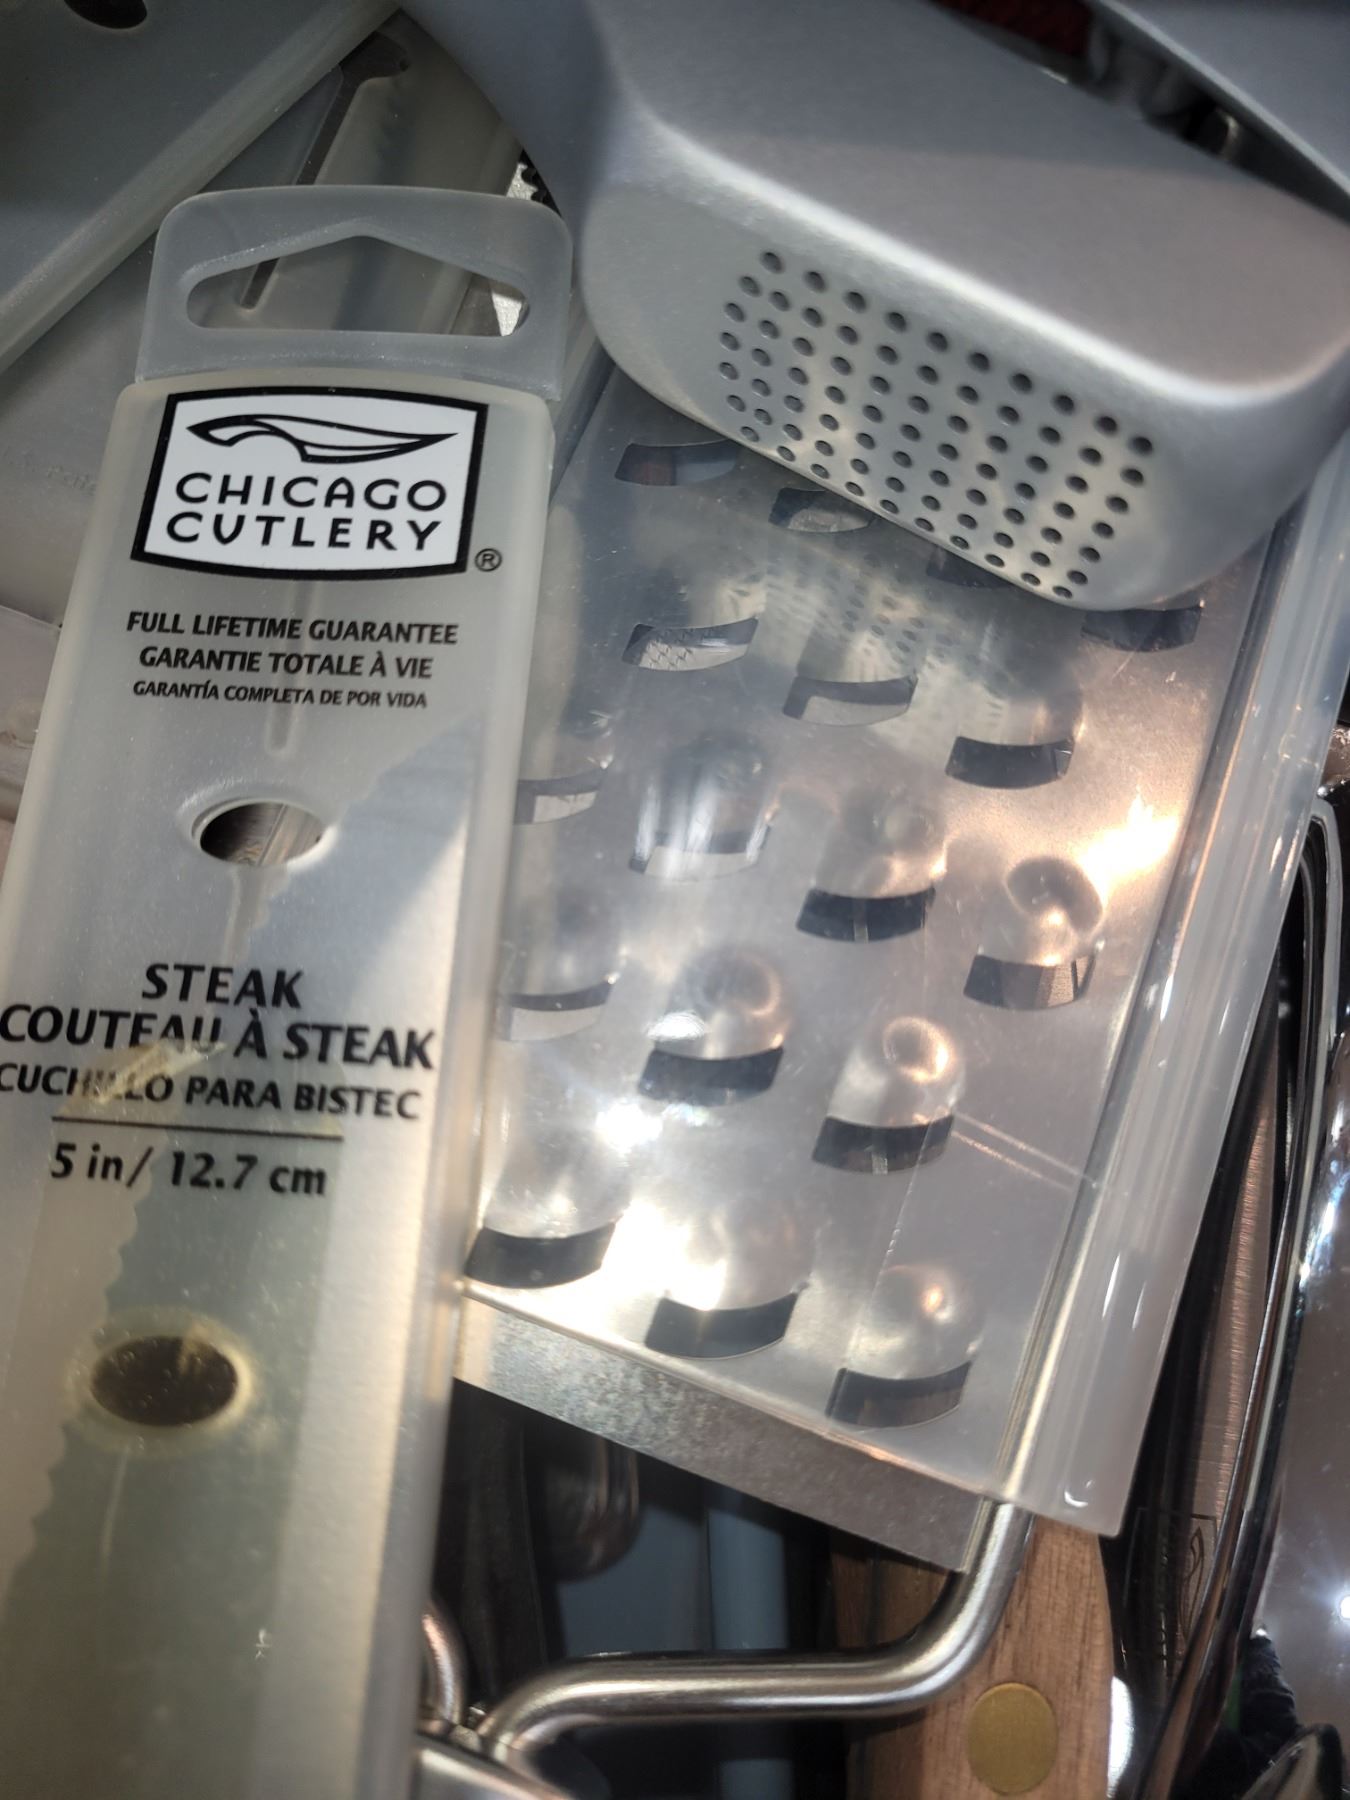 CHICAGO
CUTLERY
®
FULL LIFETIME GUARANTEE
GARANTIE TOTALE À VIE
GARANTÍA COMPLETA DE POR VIDA
STEAK
COUTEAU À STEAK
CUCHILLO PARA BISTEC
5 in/ 12.7 cm